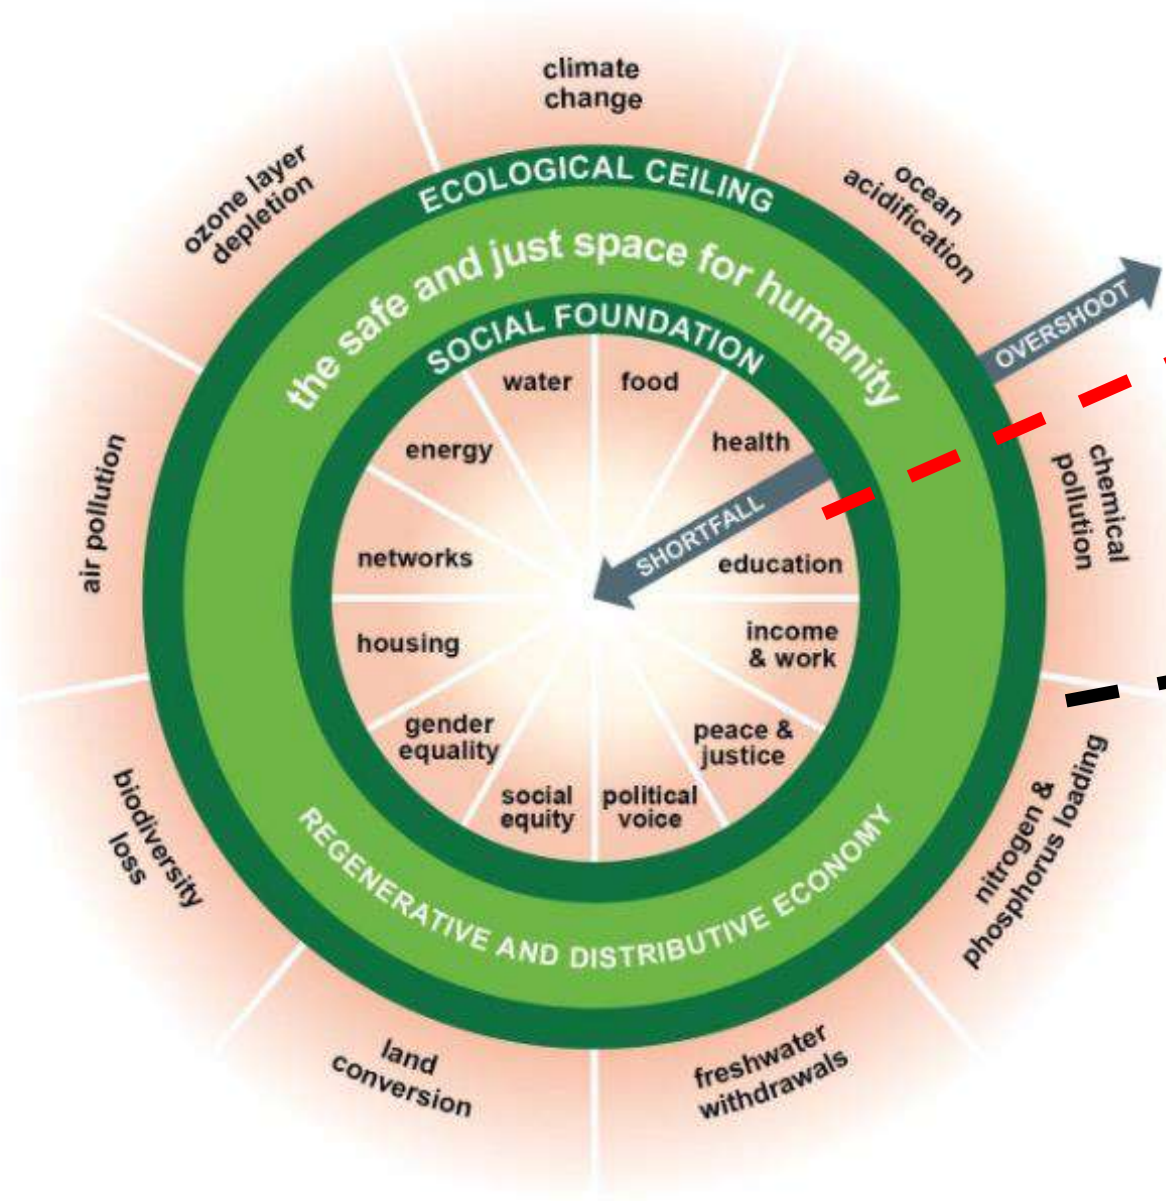 climate
change
ocean
acidification
OVERSHOOT
chemical
pollution
nitrogen &
phosphorus loading
freshwater
withdrawals
land
conversion
biodiversity
loss
air pollution
ozone layer
depletion
ECOLOGICAL CEILING
the safe and just space for humanity
SOCIAL FOUNDATION
water
food
health
SHORTFALL
education
income
& work
peace &
justice
political
voice
social
equity
gender
equality
housing
networks
energy
REGENERATIVE AND DISTRIBUTIVE ECONOMY